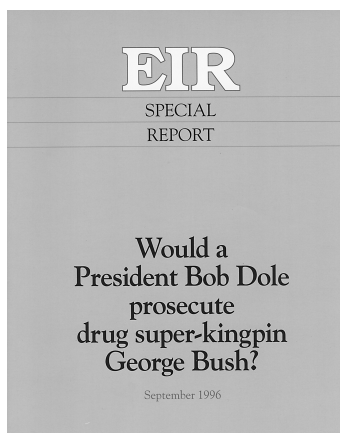 EIR
SPECIAL
REPORT
Would a
President Bob Dole
prosecute
drug super-kingpin
George Bush?
September 1996